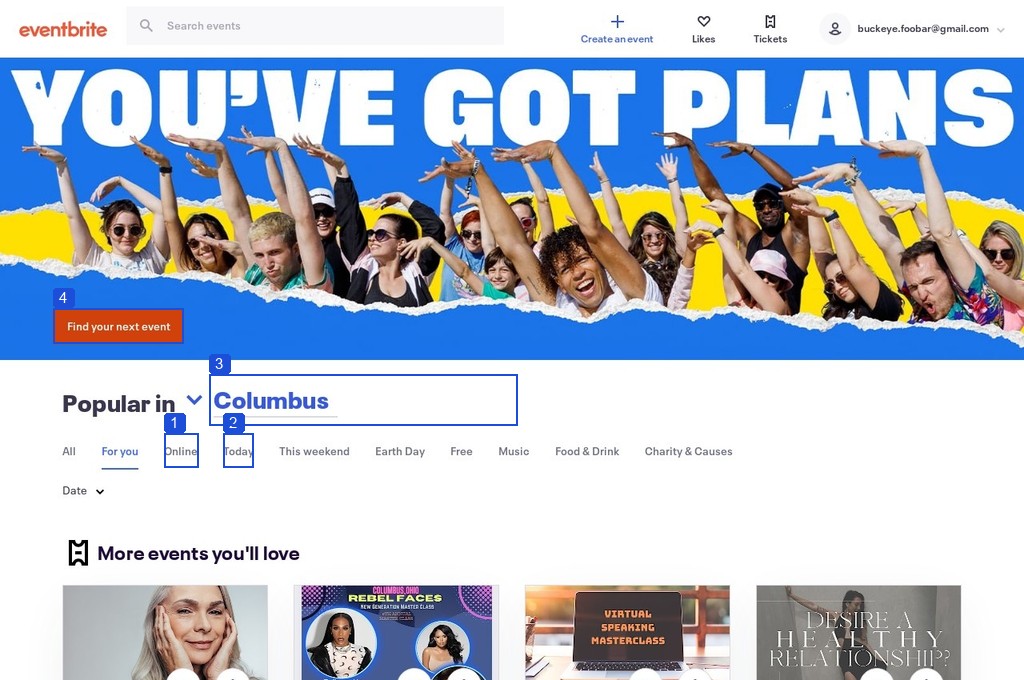 eventbrite
Search events
Create an event
Likes
Tickets
buckeye.foobar@gmail.com
YOU'VE GOT PLANS
4
Find your next event
3
Popular in
Columbus
1
2
All
For you
Online
Today
This weekend
Earth Day
Free
Music
Food & Drink
Charity & Causes
Date
More events you'll love
COLUMBUS, OHIO
REBEL FACES
NEW GENERATION MASTER CLASS
MASTER CLASS
VIRTUAL
SPEAKING
MASTERCLASS
DESIRE A
HEALTHY
RELATIONSHIP?